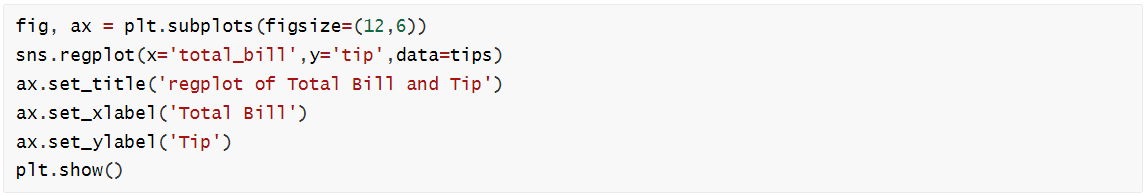 fig, ax = plt.subplots(figsize=(12,6))
sns.regplot(x='total_bill',y='tip',data=tips)
ax.set_title('regplot of Total Bill and Tip')
ax.set_xlabel('Total Bill')
ax.set_ylabel('Tip')
plt.show()